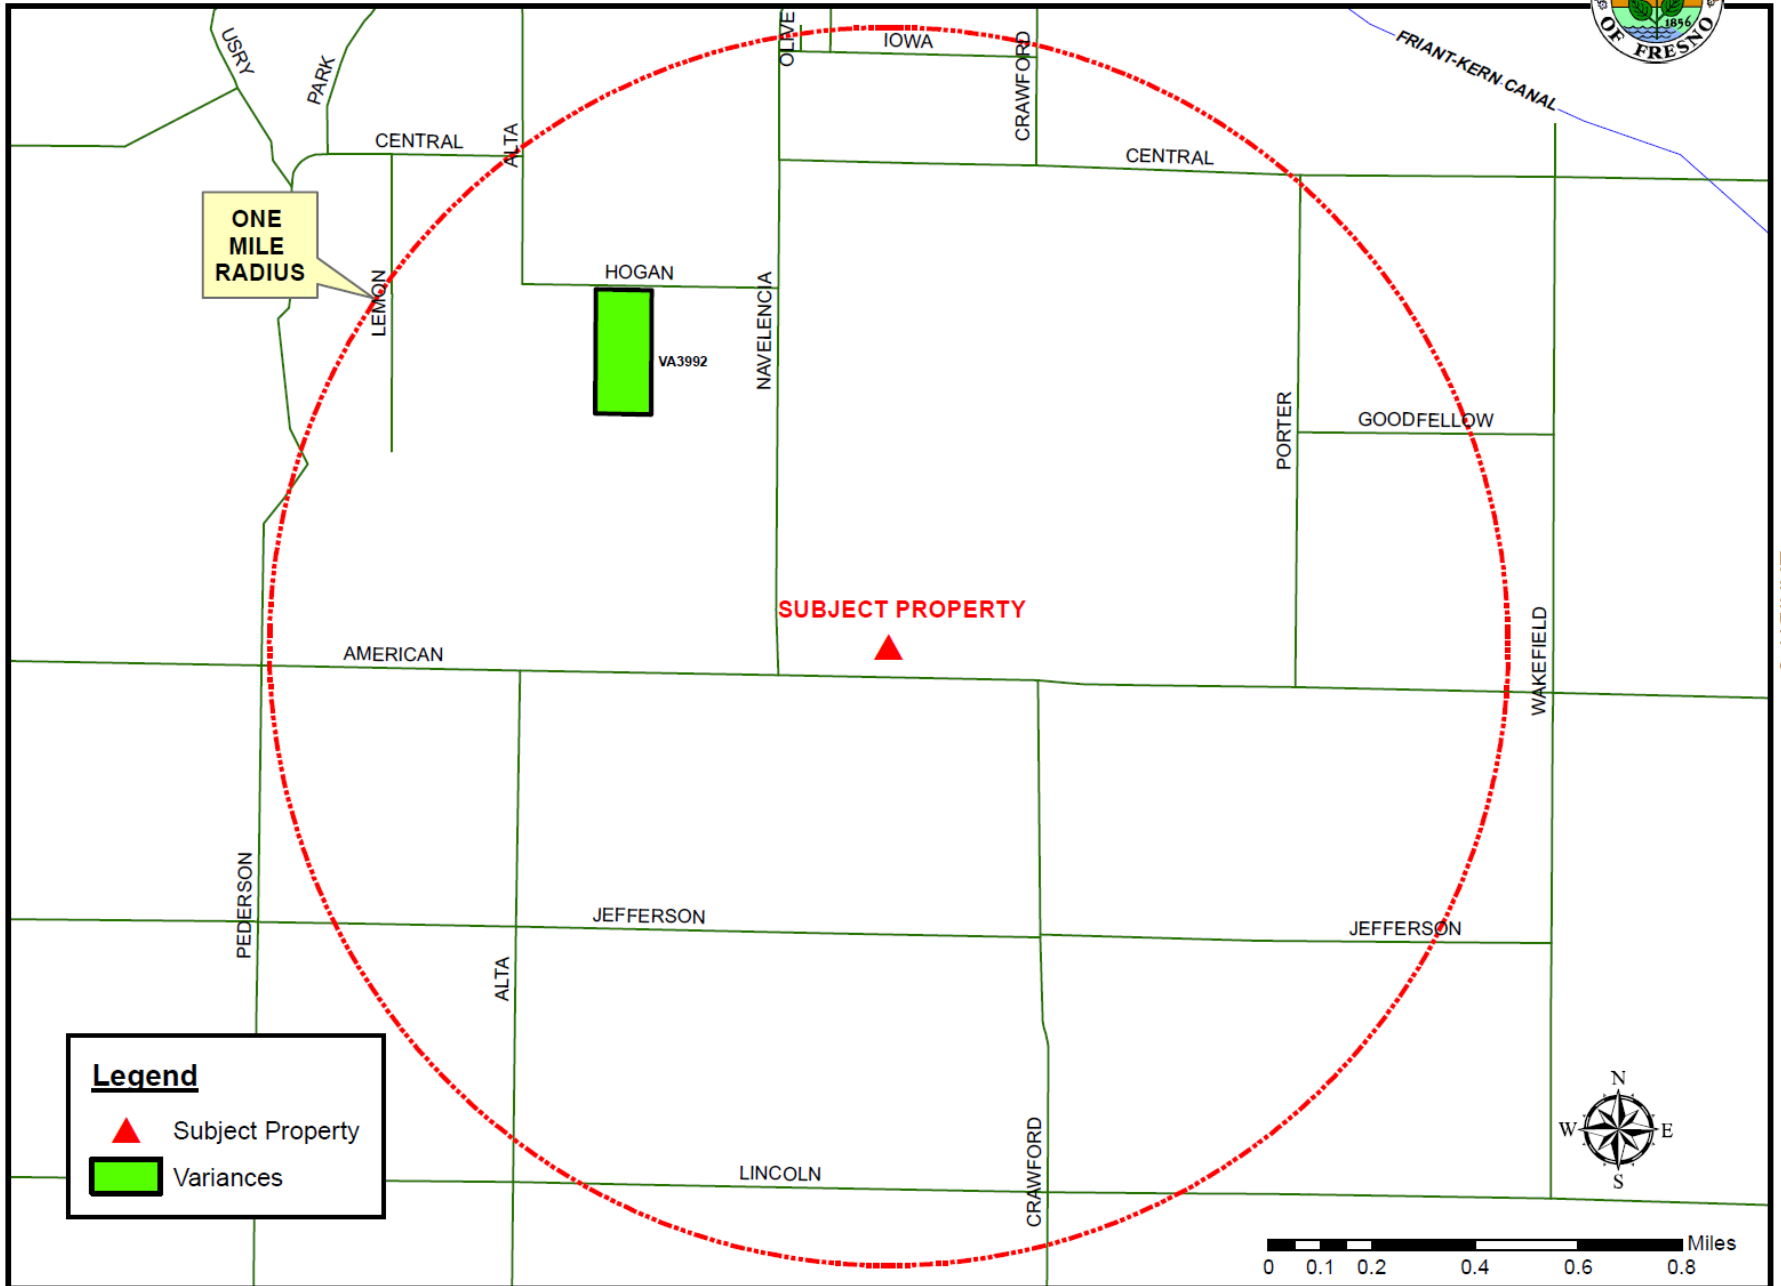 USRY
PARK
OLIVE
IOWA
CRAWFORD
FRIANT-KERN CANAL
1856
OF FRESNO
CENTRAL
ALTA
CENTRAL
ONE
MILE
RADIUS
LEMON
HOGAN
NAVELENCIA
VA3992
PORTER
GOODFELLOW
SUBJECT PROPERTY
WAKEFIELD
AMERICAN
PEDERSON
JEFFERSON
JEFFERSON
ALTA
Legend
Subject Property
Variances
LINCOLN
CRAWFORD
N
W E
S
Miles
0 0.1 0.2 0.4 0.6 0.8